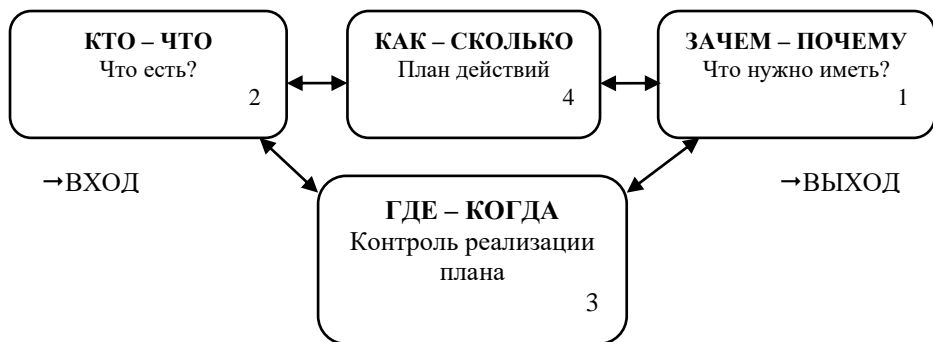 КТО – ЧТО
Что есть?
2
КАК – СКОЛЬКО
План действий
4
ЗАЧЕМ – ПОЧЕМУ
Что нужно иметь?
1
→ВХОД
→ВЫХОД
ГДЕ – КОГДА
Контроль реализации
плана
3